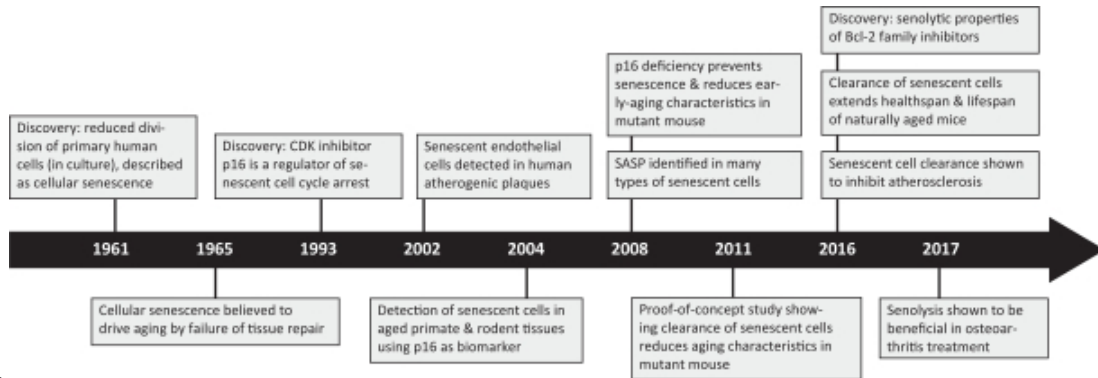 Discovery: reduced divi-
sion of primary human
cells (in culture), described
as cellular senescence
Discovery: CDK inhibitor
p16 is a regulator of se-
nescent cell cycle arrest
Senescent endothelial
cells detected in human
atherogenic plaques
p16 deficiency prevents
senescence & reduces ear-
ly-aging characteristics in
mutant mouse
SASP identified in many
types of senescent cells
Discovery: senolytic properties
of Bcl-2 family inhibitors
Clearance of senescent cells
extends healthspan & lifespan
of naturally aged mice
Senescent cell clearance shown
to inhibit atherosclerosis
1961 1965 1993 2002 2004 2008 2011 2016 2017
Cellular senescence believed to
drive aging by failure of tissue repair
Detection of senescent cells in
aged primate & rodent tissues
using p16 as biomarker
Proof-of-concept study show-
ing clearance of senescent cells
reduces aging characteristics in
mutant mouse
Senolysis shown to be
beneficial in osteoar-
thritis treatment